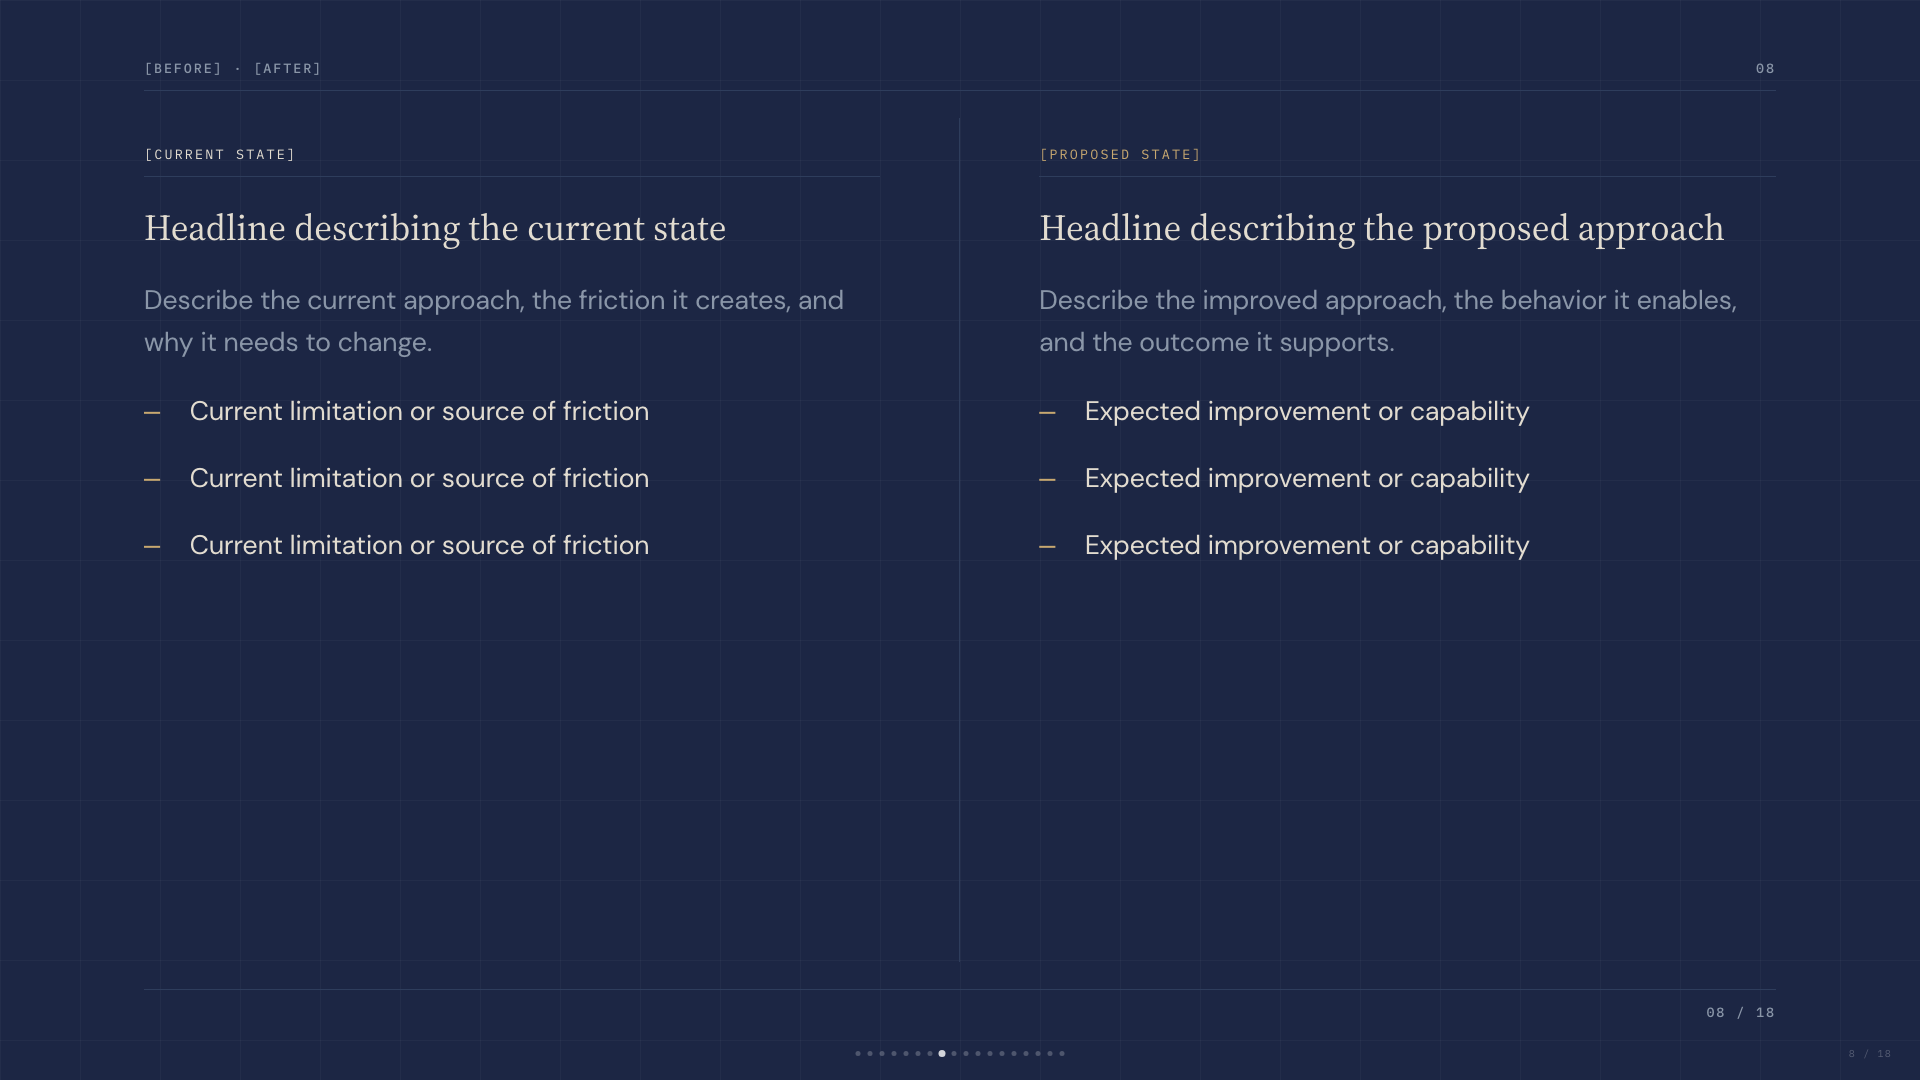 [BEFORE] · [AFTER]
08
[CURRENT STATE]
Headline describing the current state
Describe the current approach, the friction it creates, and
why it needs to change.
— Current limitation or source of friction
— Current limitation or source of friction
— Current limitation or source of friction
[PROPOSED STATE]
Headline describing the proposed approach
Describe the improved approach, the behavior it enables,
and the outcome it supports.
— Expected improvement or capability
— Expected improvement or capability
— Expected improvement or capability
08 / 18
8 / 18